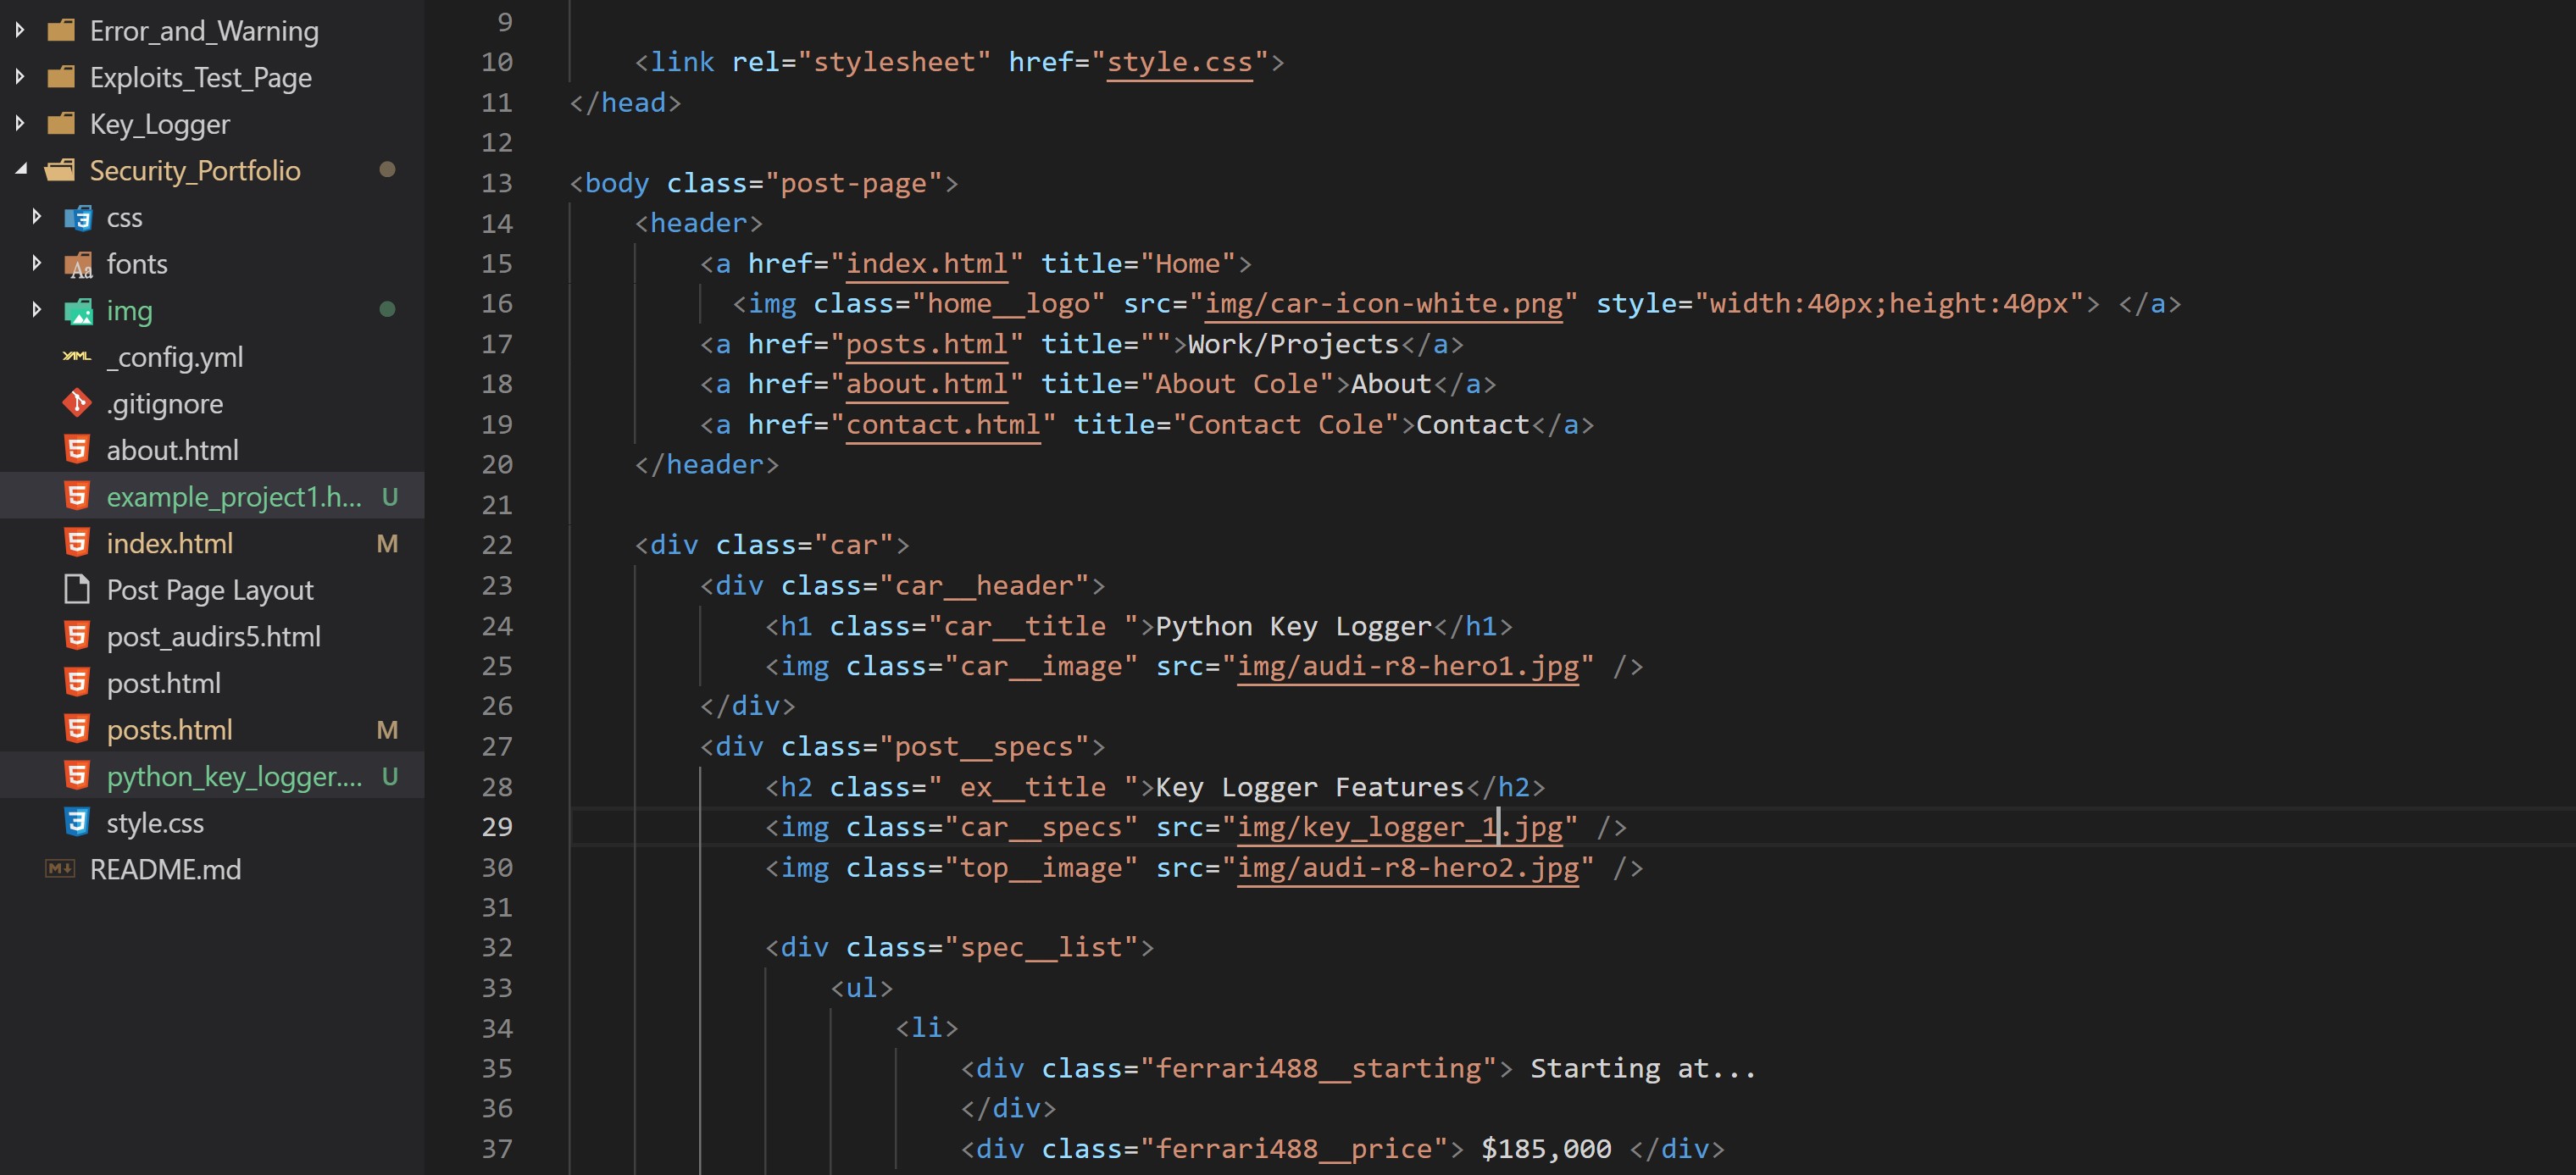 Error_and_Warning
Exploits_Test_Page
Key_Logger
Security_Portfolio
css
fonts
img
_config.yml
.gitignore
about.html
example_project1.h... U
index.html M
Post Page Layout
post_audirs5.html
post.html
posts.html M
python_key_logger.... U
style.css
README.md
9
10 <link rel="stylesheet" href="style.css">
11 </head>
12
13 <body class="post-page">
14 <header>
15 <a href="index.html" title="Home">
16 <img class="home__logo" src="img/car-icon-white.png" style="width:40px;height:40px"> </a>
17 <a href="posts.html" title="">Work/Projects</a>
18 <a href="about.html" title="About Cole">About</a>
19 <a href="contact.html" title="Contact Cole">Contact</a>
20 </header>
21
22 <div class="car">
23 <div class="car__header">
24 <h1 class="car__title ">Python Key Logger</h1>
25 <img class="car__image" src="img/audi-r8-hero1.jpg" />
26 </div>
27 <div class="post__specs">
28 <h2 class=" ex__title ">Key Logger Features</h2>
29 <img class="car__specs" src="img/key_logger_1.jpg" />
30 <img class="top__image" src="img/audi-r8-hero2.jpg" />
31
32 <div class="spec__list">
33 <ul>
34 <li>
35 <div class="ferrari488__starting"> Starting at...
36 </div>
37 <div class="ferrari488__price"> $185,000 </div>